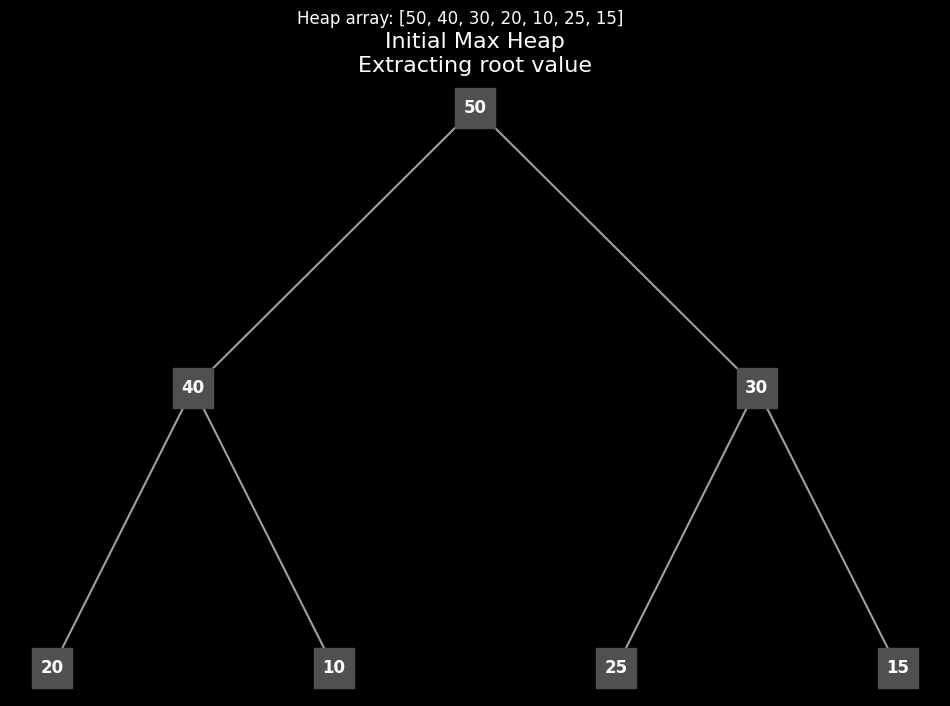 Heap array: [50, 40, 30, 20, 10, 25, 15]
Initial Max Heap
Extracting root value
50
40
30
20
10
25
15